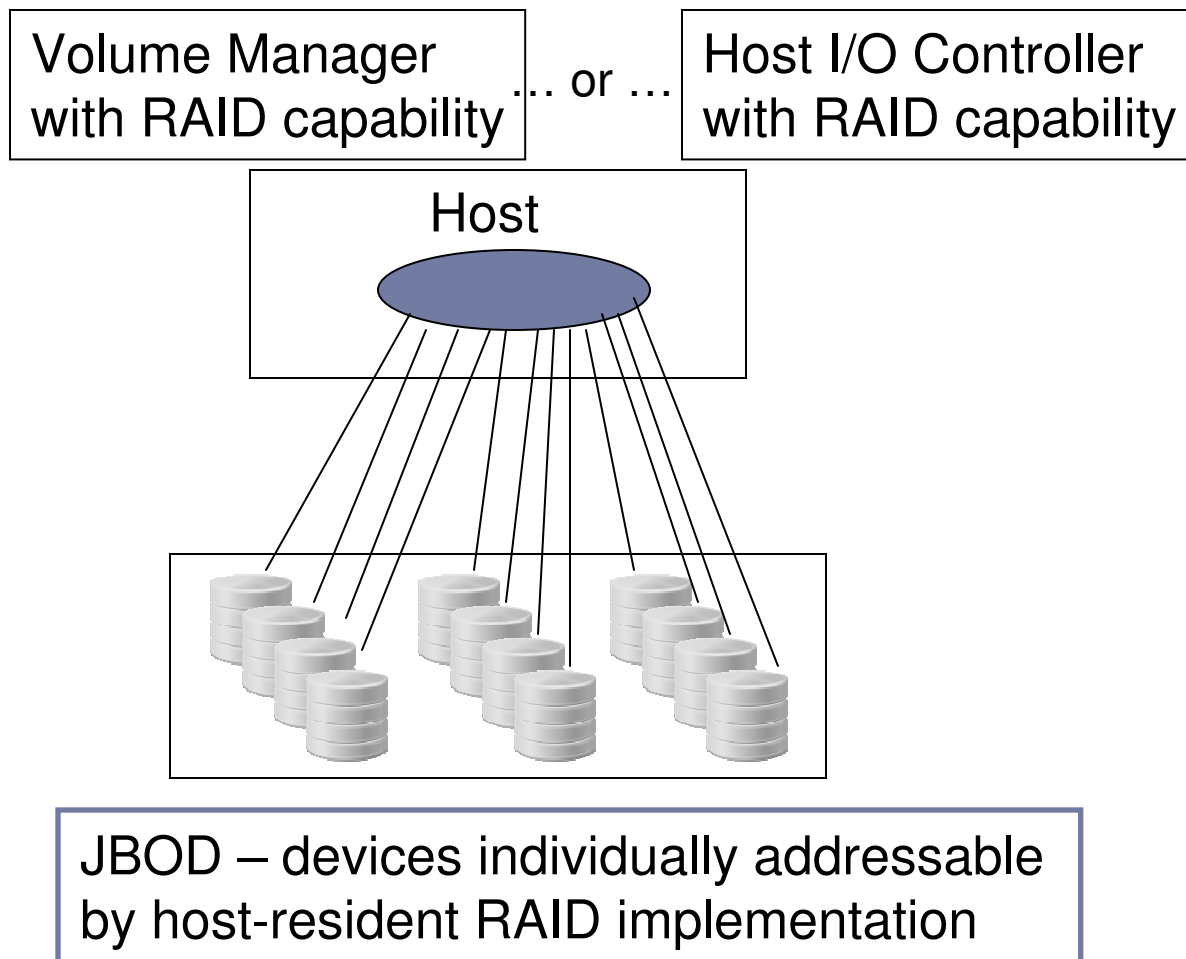 Volume Manager
with RAID capability
… or …
Host I/O Controller
with RAID capability
Host
JBOD – devices individually addressable
by host-resident RAID implementation